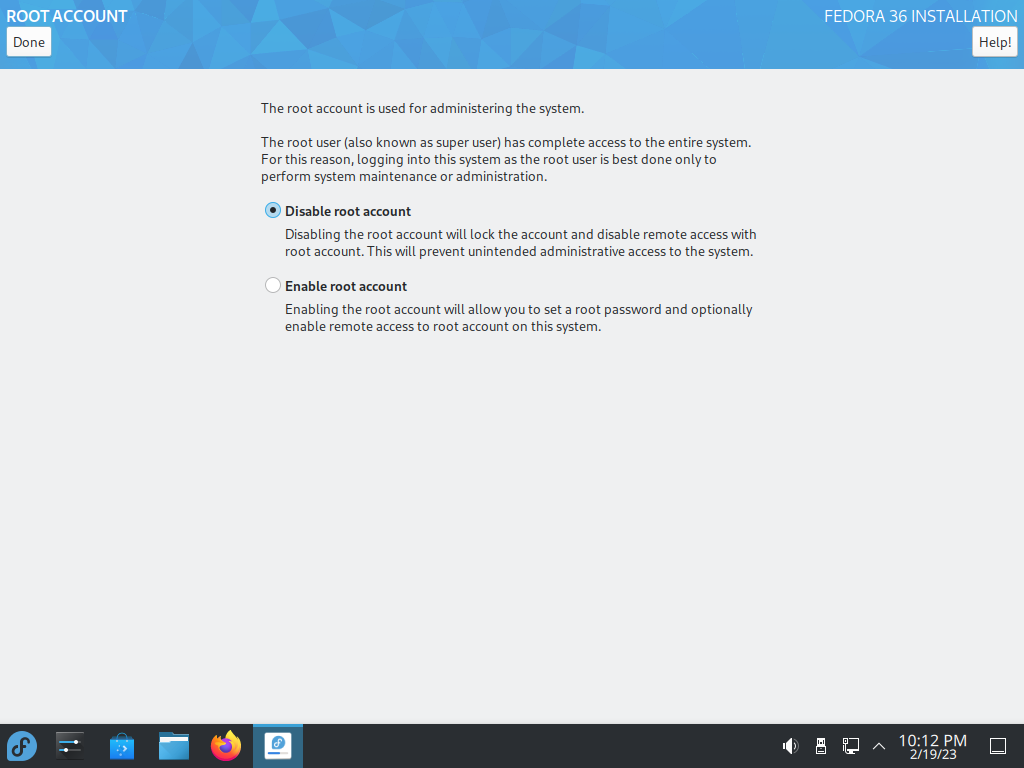 ROOT ACCOUNT
FEDORA 36 INSTALLATION
Done
Help!
The root account is used for administering the system.
The root user (also known as super user) has complete access to the entire system.
For this reason, logging into this system as the root user is best done only to
perform system maintenance or administration.
Disable root account
Disabling the root account will lock the account and disable remote access with
root account. This will prevent unintended administrative access to the system.
Enable root account
Enabling the root account will allow you to set a root password and optionally
enable remote access to root account on this system.
10:12 PM
2/19/23